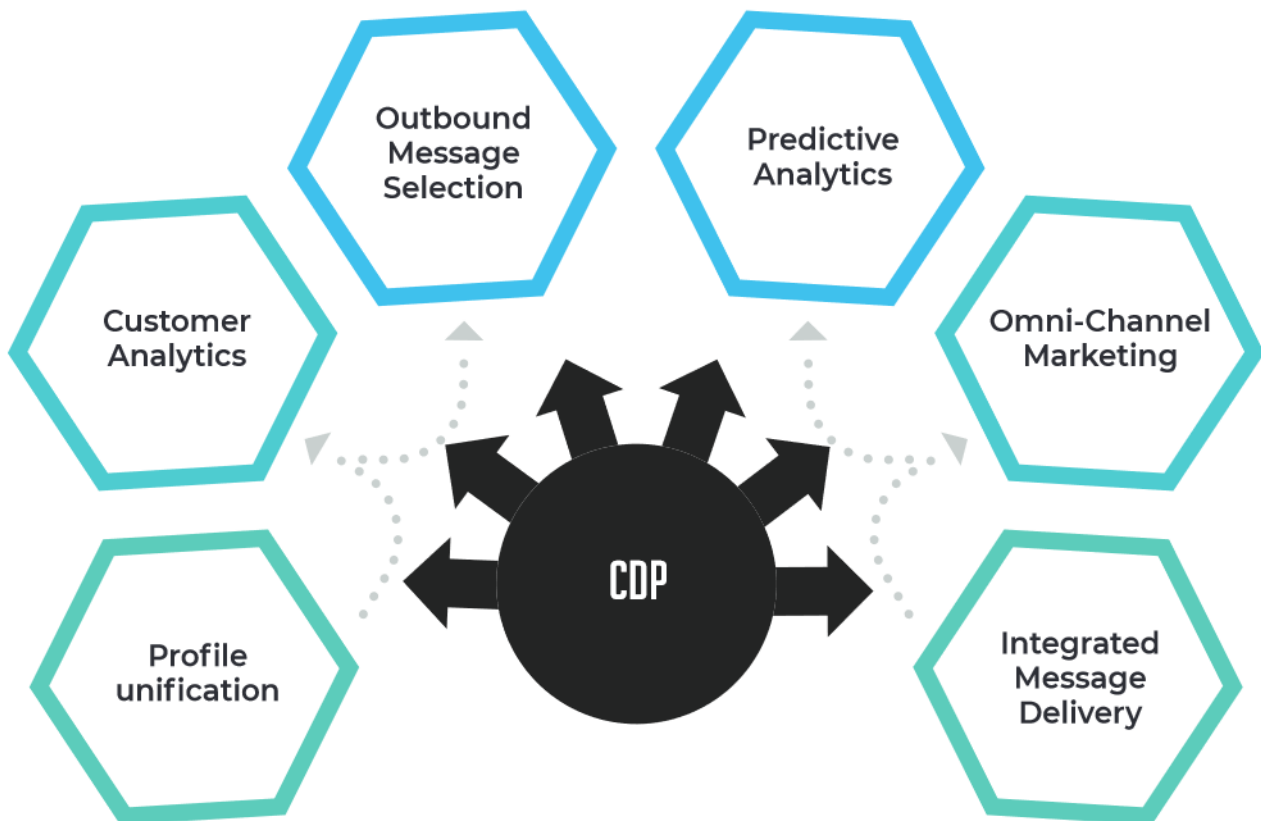 Outbound
Message
Selection
Predictive
Analytics
Customer
Analytics
Omni-Channel
Marketing
CDP
Profile
unification
Integrated
Message
Delivery